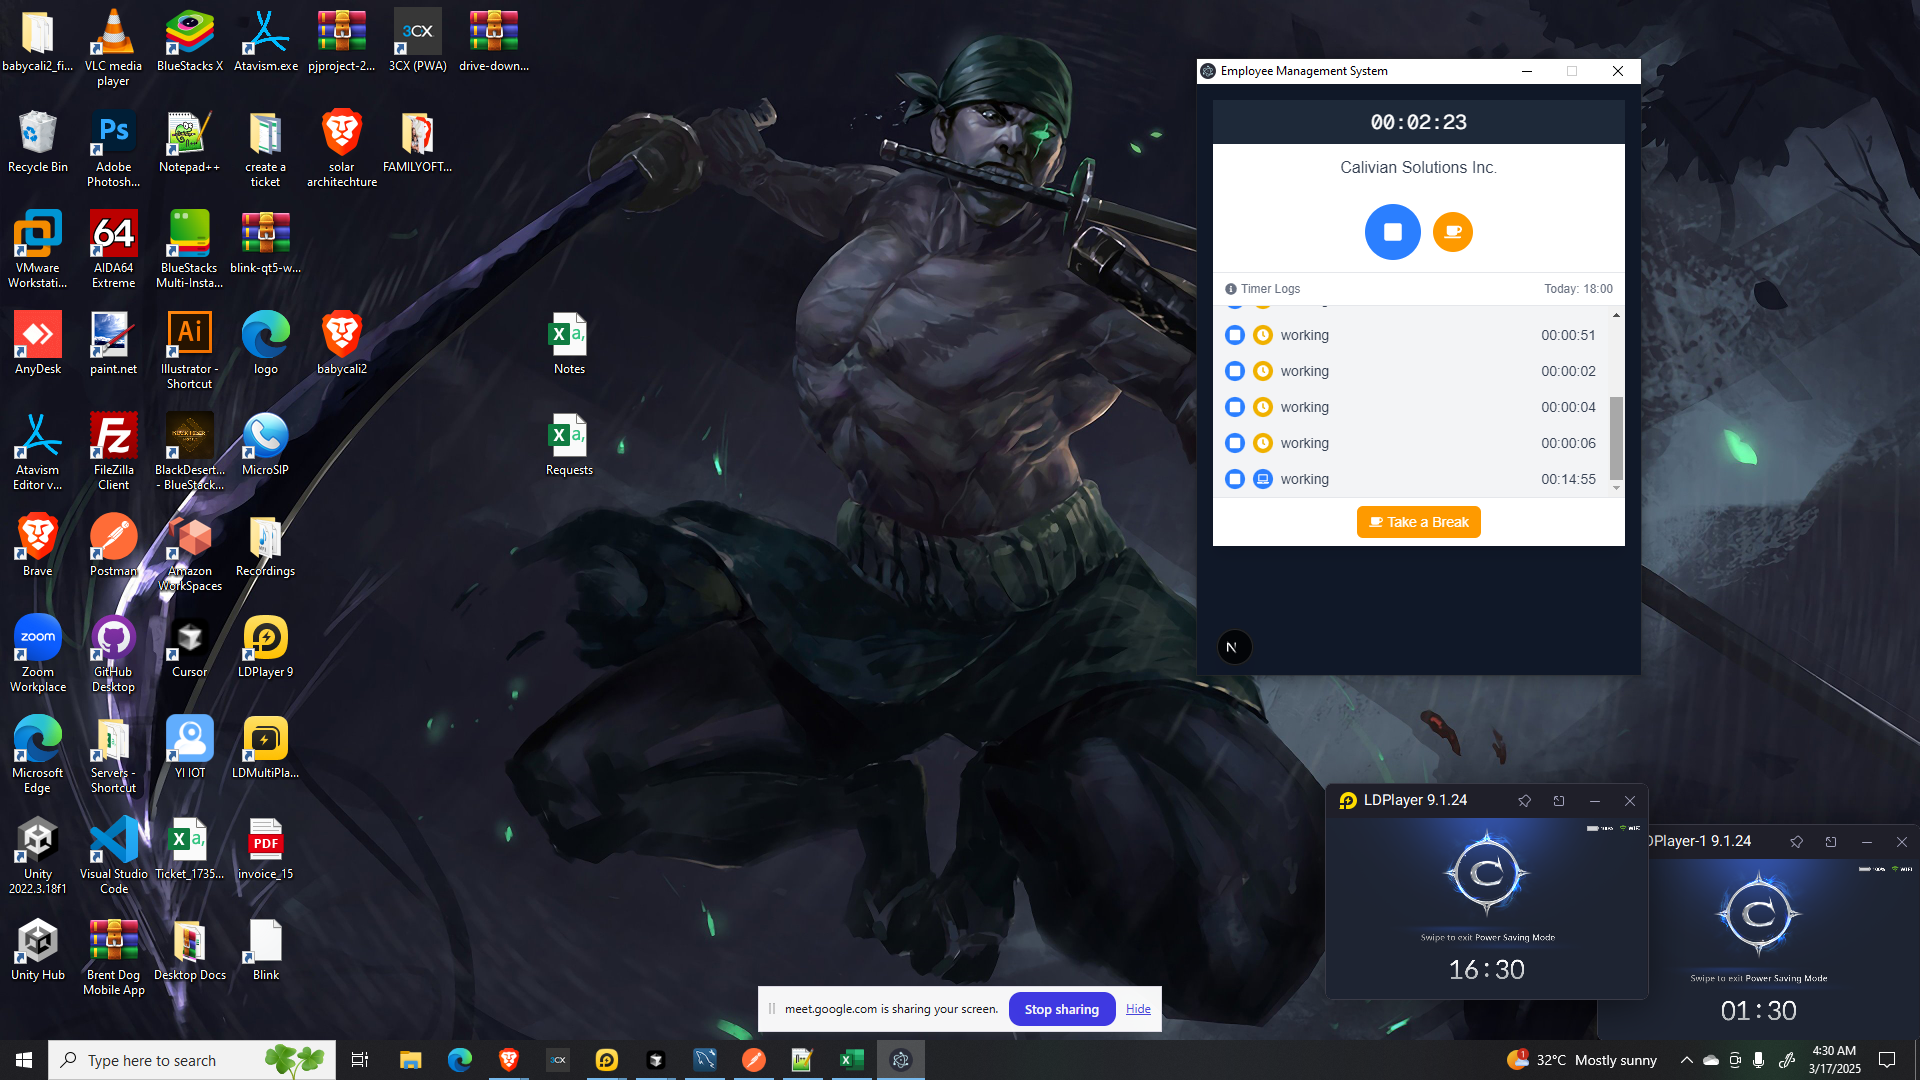 babycali2_fi...
VLC media
player
BlueStacks X
Atavism.exe
pjproject-2...
3CX
3CX (PWA)
drive-down...
Recycle Bin
Ps
Adobe
Photosh...
Notepad++
create a
ticket
solar
architechture
FAMILYOFT...
VMware
Workstati...
64
AIDA64
Extreme
BlueStacks
Multi-Insta...
blink-qt5-w...
AnyDesk
paint.net
Ai
Illustrator -
Shortcut
logo
babycali2
Notes
Atavism
Editor v...
Fz
FileZilla
Client
BlackDesert...
- BlueStack...
MicroSIP
Requests
Brave
Postman
Amazon
WorkSpaces
Recordings
zoom
Zoom
Workplace
GitHub
Desktop
Cursor
LDPlayer 9
Microsoft
Edge
Servers -
Shortcut
YI IOT
LDMultiPla...
Unity
2022.3.18f1
Visual Studio
Code
Ticket_1735...
PDF
invoice_15
Unity Hub
Brent Dog
Mobile App
Desktop Docs
Blink
Employee Management System
00:02:23
Calivian Solutions Inc.
Timer Logs
Today: 18:00
working 00:00:51
working 00:00:02
working 00:00:04
working 00:00:06
working 00:14:55
Take a Break
N
LDPlayer 9.1.24
100% WIFI
Swipe to exit Power Saving Mode
16:30
DPlayer-1 9.1.24
100% WIFI
Swipe to exit Power Saving Mode
01:30
meet.google.com is sharing your screen.
Stop sharing
Hide
Type here to search
3CX
1
32°C Mostly sunny
4:30 AM
3/17/2025